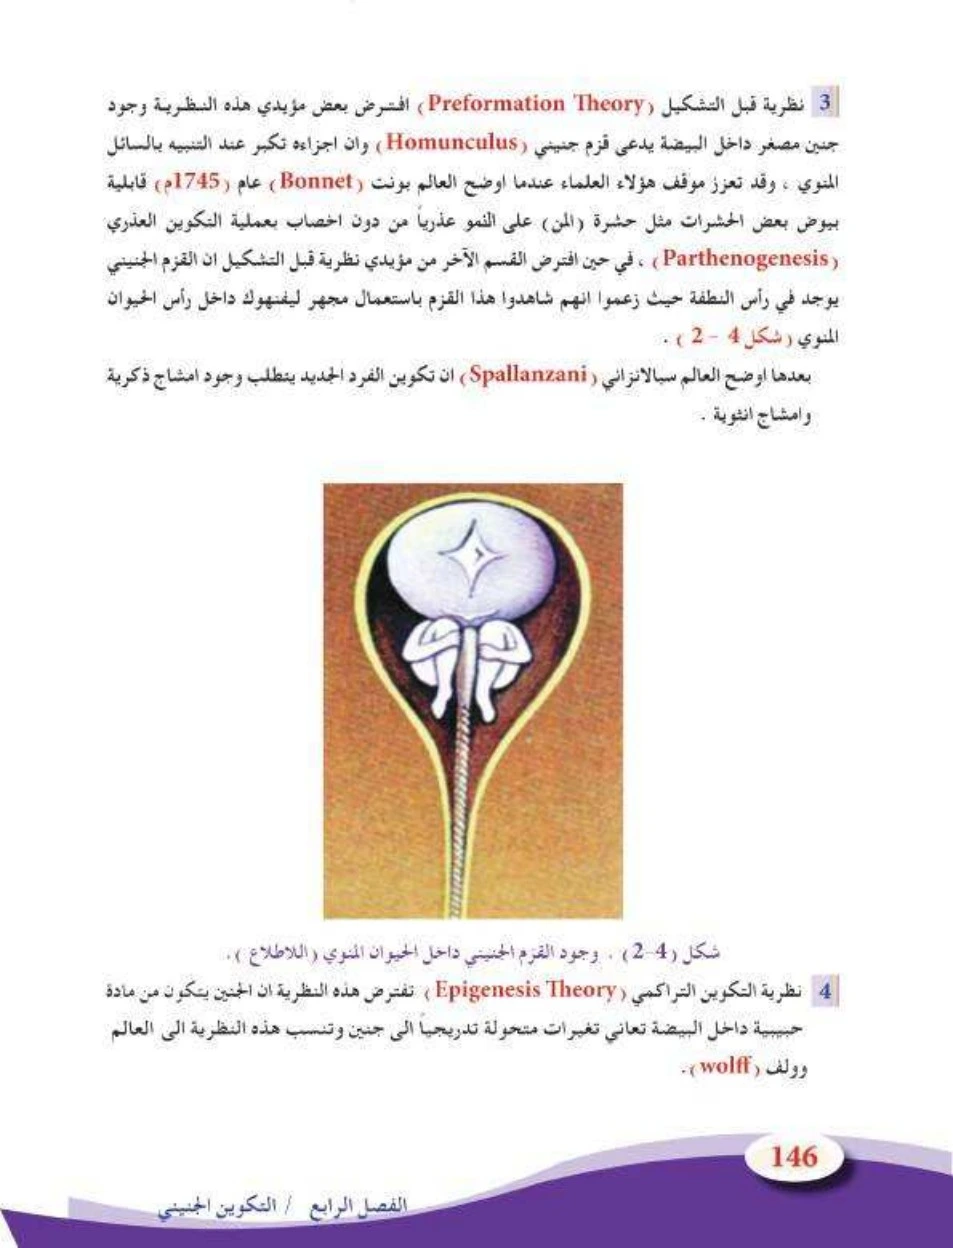 3 نظرية قبل التشكيل (Preformation Theory) افترض بعض مؤيدي هذه النظرية وجود
جنين مصغر داخل البيضة يدعى قزم جنيني (Homunculus) وان اجزاءه تكبر عند التنبيه بالسائل
المنوي ، وقد تعزز موقف هؤلاء العلماء عندما اوضح العالم بونت (Bonnet) عام (1745م) قابلية
بيوض بعض الحشرات مثل حشرة (المن) على النمو عذرياً من دون اخصاب بعملية التكوين العذري
(Parthenogenesis) ، في حين افترض القسم الآخر من مؤيدي نظرية قبل التشكيل ان القزم الجنيني
يوجد في رأس النطفة حيث زعموا انهم شاهدوا هذا القزم باستعمال مجهر ليفنهوك داخل رأس الحيوان
المنوي (شكل 4 - 2) .
بعدها اوضح العالم سبالانزاني (Spallanzani) ان تكوين الفرد الجديد يتطلب وجود امشاج ذكرية
وامشاج انثوية .
شكل (4-2) . وجود القزم الجنيني داخل الحيوان المنوي (للاطلاع) .
4 نظرية التكوين التراكمي (Epigenesis Theory) تفترض هذه النظرية ان الجنين يتكون من مادة
حبيبية داخل البيضة تعاني تغيرات متحولة تدريجياً الى جنين وتنسب هذه النظرية الى العالم
وولف (wolff) .
146
الفصل الرابع / التكوين الجنيني